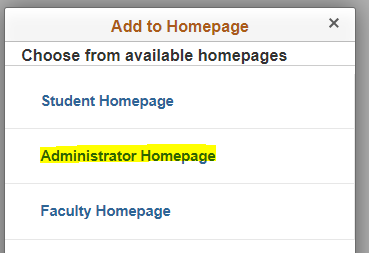 Add to Homepage
Choose from available homepages
Student Homepage
Administrator Homepage
Faculty Homepage